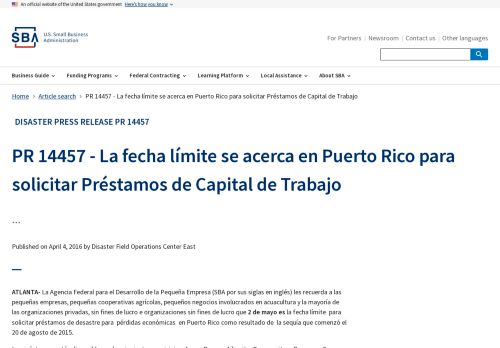 An official website of the United States government Here's how you know
SBA U.S. Small Business Administration
For Partners Newsroom Contact us Other languages
Business Guide Funding Programs Federal Contracting Learning Platform Local Assistance About SBA
Home Article search PR 14457 - La fecha límite se acerca en Puerto Rico para solicitar Préstamos de Capital de Trabajo
DISASTER PRESS RELEASE PR 14457
PR 14457 - La fecha límite se acerca en Puerto Rico para
solicitar Préstamos de Capital de Trabajo
...
Published on April 4, 2016 by Disaster Field Operations Center East
ATLANTA- La Agencia Federal para el Desarrollo de la Pequeña Empresa (SBA por sus siglas en inglés) les recuerda a las
pequeñas empresas, pequeñas cooperativas agrícolas, pequeños negocios involucrados en acuacultura y la mayoría de
las organizaciones privadas, sin fines de lucro e organizaciones sin fines de lucro que 2 de mayo es la fecha límite para
solicitar préstamos de desastre para pérdidas económicas en Puerto Rico como resultado de la sequía que comenzó el
20 de agosto de 2015.